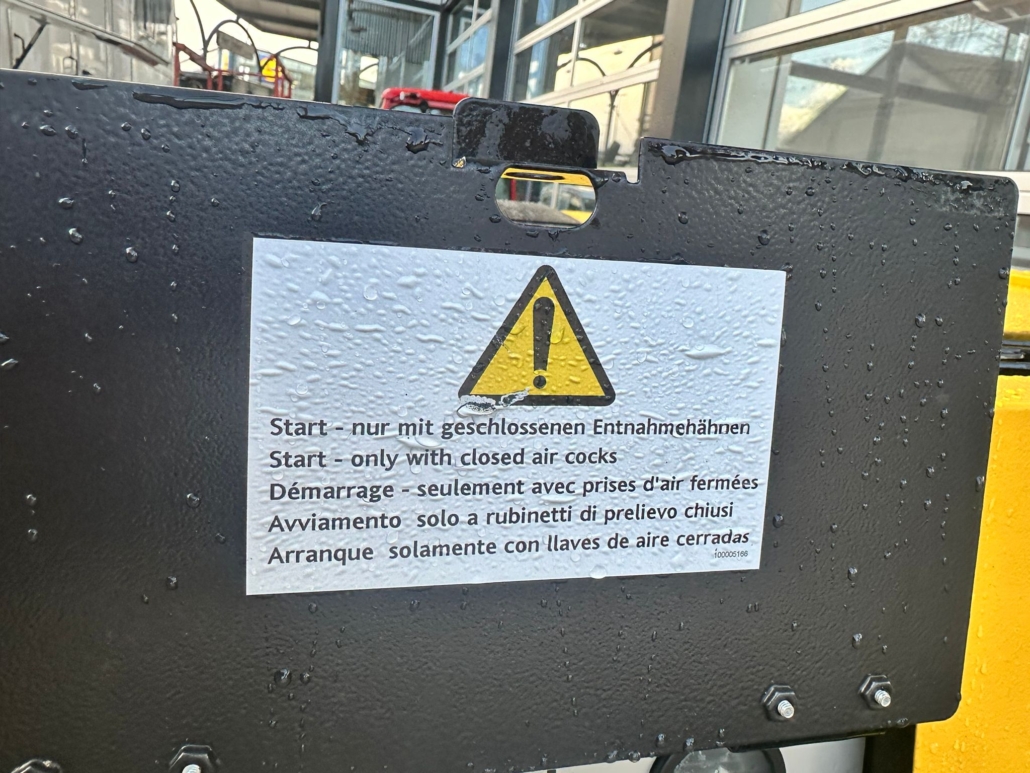 Start - nur mit geschlossenen Entnahmehähnen
Start - only with closed air cocks
Démarrage - seulement avec prises d'air fermées
Avviamento solo a rubinetti di prelievo chiusi
Arranque solamente con llaves de aire cerradas
100005166